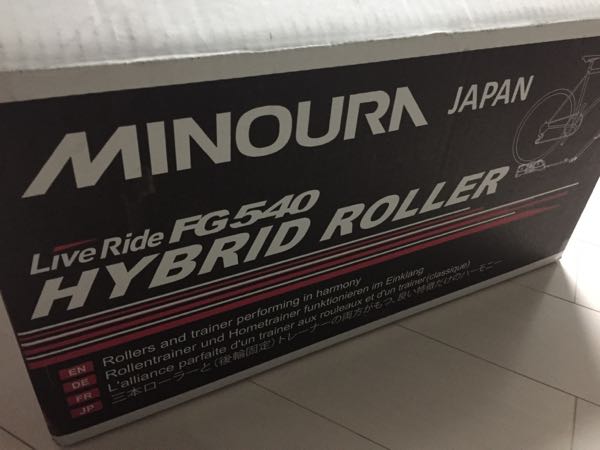 MINOURA JAPAN
Live Ride FG540
HYBRID ROLLER
EN Rollers and trainer performing in harmony
DE Rollentrainer und Hometrainer funktionieren im Einklang
FR L'alliance parfaite d'un trainer aux rouleaux et d'un trainer(classique)
JP 三本ローラーと(後輪固定)トレーナーの両方がもつ、良い特徴だけのハーモニー